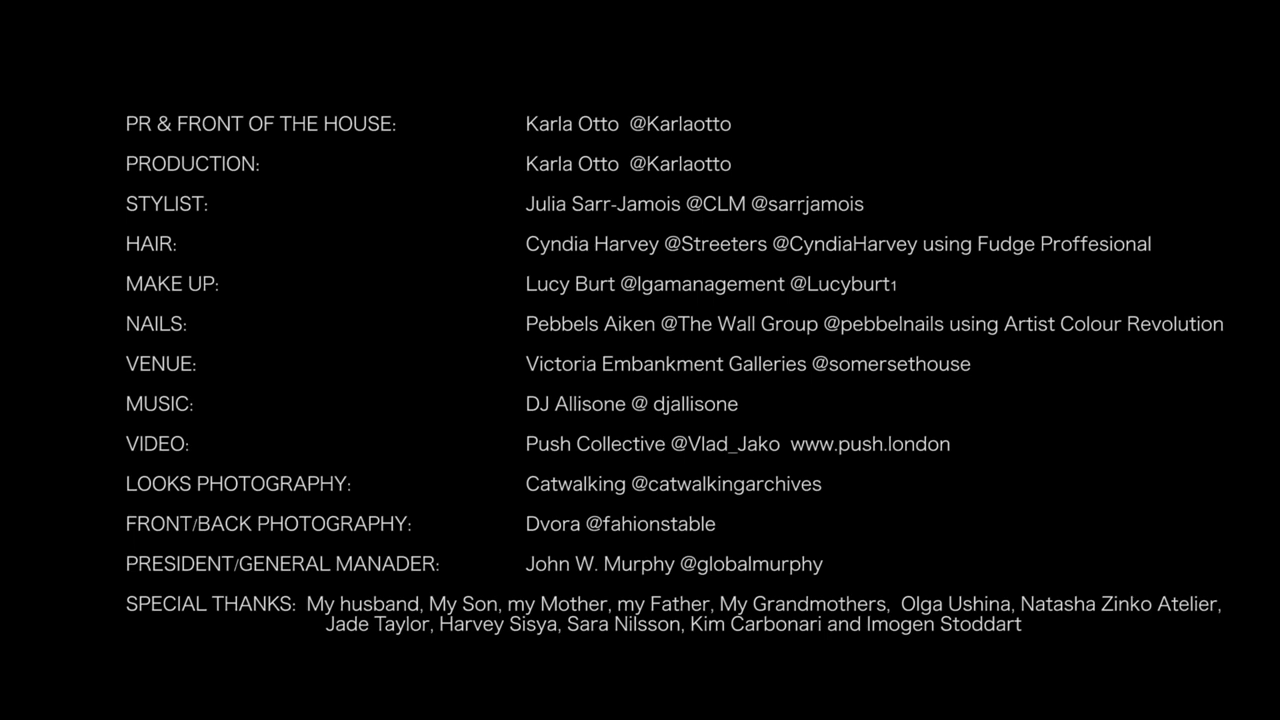 PR & FRONT OF THE HOUSE: Karla Otto @Karlaotto
PRODUCTION: Karla Otto @Karlaotto
STYLIST: Julia Sarr-Jamois @CLM @sarrjamois
HAIR: Cyndia Harvey @Streeters @CyndiaHarvey using Fudge Proffesional
MAKE UP: Lucy Burt @lgamanagement @Lucyburt1
NAILS: Pebbels Aiken @The Wall Group @pebbelnails using Artist Colour Revolution
VENUE: Victoria Embankment Galleries @somersethouse
MUSIC: DJ Allisone @ djallisone
VIDEO: Push Collective @Vlad_Jako www.push.london
LOOKS PHOTOGRAPHY: Catwalking @catwalkingarchives
FRONT/BACK PHOTOGRAPHY: Dvora @fahionstable
PRESIDENT/GENERAL MANADER: John W. Murphy @globalmurphy
SPECIAL THANKS: My husband, My Son, my Mother, my Father, My Grandmothers, Olga Ushina, Natasha Zinko Atelier,
Jade Taylor, Harvey Sisya, Sara Nilsson, Kim Carbonari and Imogen Stoddart